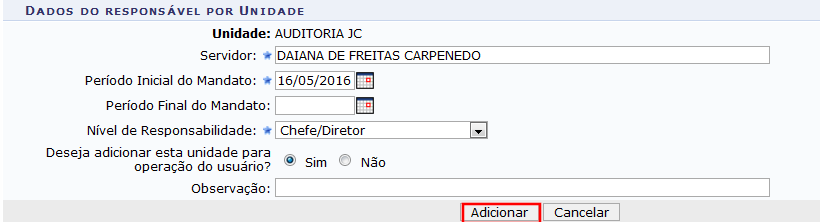 DADOS DO RESPONSÁVEL POR UNIDADE
Unidade: AUDITORIA JC
Servidor: DAIANA DE FREITAS CARPENEDO
Período Inicial do Mandato: 16/05/2016
Período Final do Mandato:
Nível de Responsabilidade: Chefe/Diretor
Deseja adicionar esta unidade para
operação do usuário? Sim Não
Observação:
Adicionar Cancelar